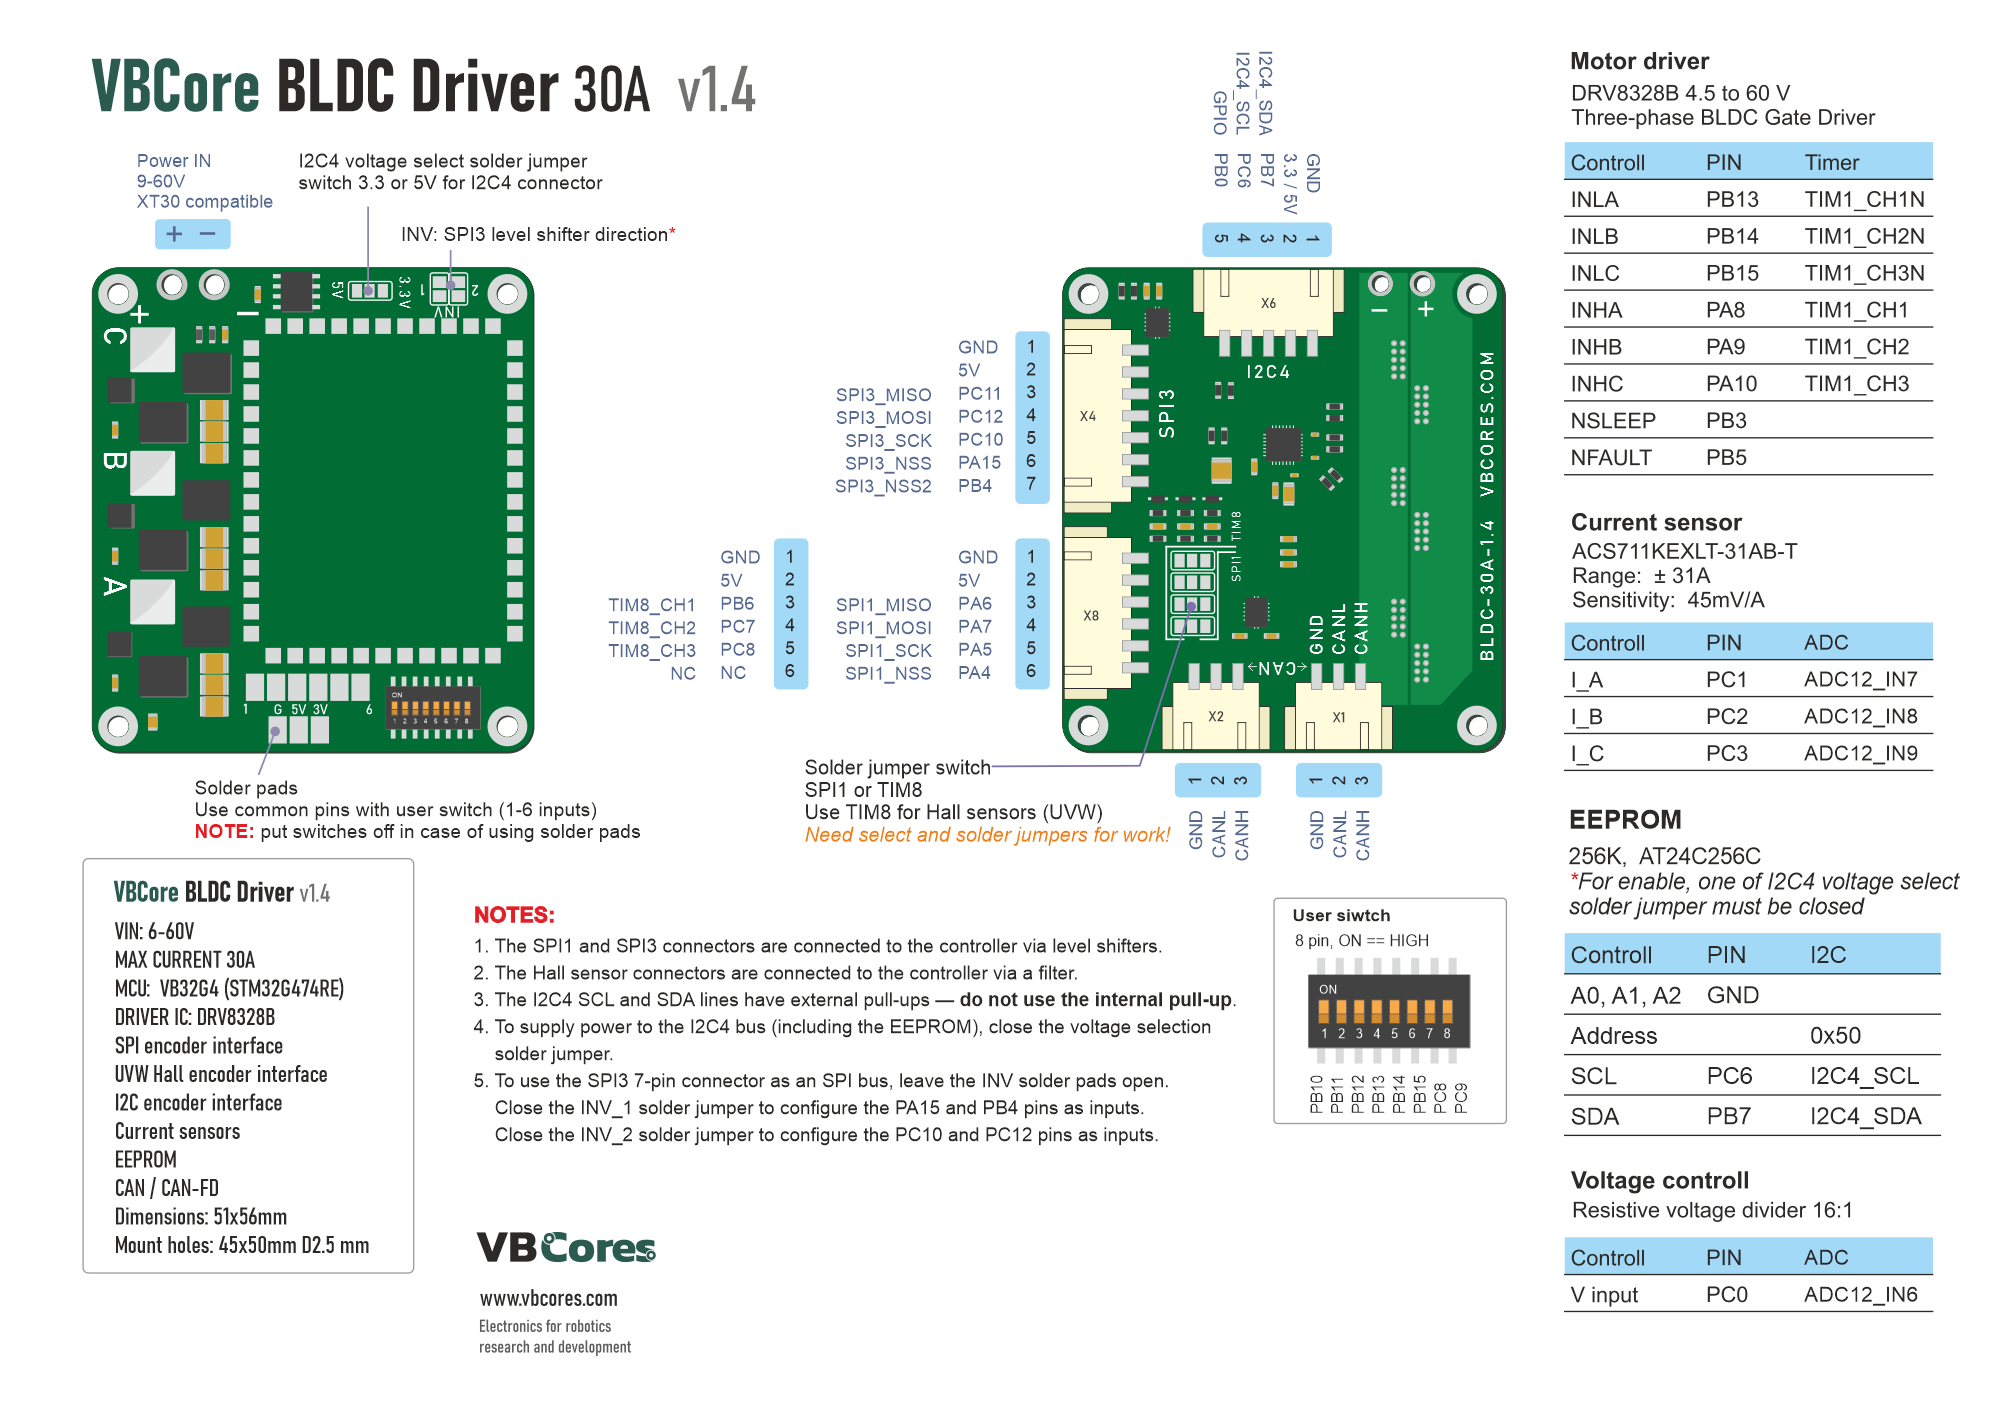 VBCore BLDC Driver 30A v1.4
Power IN
9-60V
XT30 compatible
+ −
I2C4 voltage select solder jumper
switch 3.3 or 5V for I2C4 connector
INV: SPI3 level shifter direction*
+
−
5V
3.3V
1
2
INV
C
B
A
1 G 5V 3V 6
ON
1 2 3 4 5 6 7 8
Solder pads
Use common pins with user switch (1-6 inputs)
NOTE: put switches off in case of using solder pads
GPIO PB0 5
I2C4_SCL PC6 4
I2C4_SDA PB7 3
3.3 / 5V 2
GND 1
X6
I2C4
− +
GND 1
5V 2
SPI3_MISO PC11 3
SPI3_MOSI PC12 4
SPI3_SCK PC10 5
SPI3_NSS PA15 6
SPI3_NSS2 PB4 7
X4
SPI3
GND 1
5V 2
TIM8_CH1 PB6 3
TIM8_CH2 PC7 4
TIM8_CH3 PC8 5
NC NC 6
GND 1
5V 2
SPI1_MISO PA6 3
SPI1_MOSI PA7 4
SPI1_SCK PA5 5
SPI1_NSS PA4 6
X8
SPI1 TIM8
GND
CANL
CANH
←CAN→
X2
X1
BLDC-30A-1.4 VBCORES.COM
1 2 3
GND
CANL
CANH
1 2 3
GND
CANL
CANH
Solder jumper switch
SPI1 or TIM8
Use TIM8 for Hall sensors (UVW)
Need select and solder jumpers for work!
VBCore BLDC Driver v1.4
VIN: 6-60V
MAX CURRENT 30A
MCU: VB32G4 (STM32G474RE)
DRIVER IC: DRV8328B
SPI encoder interface
UVW Hall encoder interface
I2C encoder interface
Current sensors
EEPROM
CAN / CAN-FD
Dimensions: 51x56mm
Mount holes: 45x50mm D2.5 mm
NOTES:
1. The SPI1 and SPI3 connectors are connected to the controller via level shifters.
2. The Hall sensor connectors are connected to the controller via a filter.
3. The I2C4 SCL and SDA lines have external pull-ups — do not use the internal pull-up.
4. To supply power to the I2C4 bus (including the EEPROM), close the voltage selection
solder jumper.
5. To use the SPI3 7-pin connector as an SPI bus, leave the INV solder pads open.
Close the INV_1 solder jumper to configure the PA15 and PB4 pins as inputs.
Close the INV_2 solder jumper to configure the PC10 and PC12 pins as inputs.
VBCores
www.vbcores.com
Electronics for robotics
research and development
User siwtch
8 pin, ON == HIGH
ON
1 2 3 4 5 6 7 8
PB10
PB11
PB12
PB13
PB14
PB15
PC8
PC9
Motor driver
DRV8328B 4.5 to 60 V
Three-phase BLDC Gate Driver
Controll PIN Timer
INLA PB13 TIM1_CH1N
INLB PB14 TIM1_CH2N
INLC PB15 TIM1_CH3N
INHA PA8 TIM1_CH1
INHB PA9 TIM1_CH2
INHC PA10 TIM1_CH3
NSLEEP PB3
NFAULT PB5
Current sensor
ACS711KEXLT-31AB-T
Range: ± 31A
Sensitivity: 45mV/A
Controll PIN ADC
I_A PC1 ADC12_IN7
I_B PC2 ADC12_IN8
I_C PC3 ADC12_IN9
EEPROM
256K, AT24C256C
*For enable, one of I2C4 voltage select
solder jumper must be closed
Controll PIN I2C
A0, A1, A2 GND
Address 0x50
SCL PC6 I2C4_SCL
SDA PB7 I2C4_SDA
Voltage controll
Resistive voltage divider 16:1
Controll PIN ADC
V input PC0 ADC12_IN6